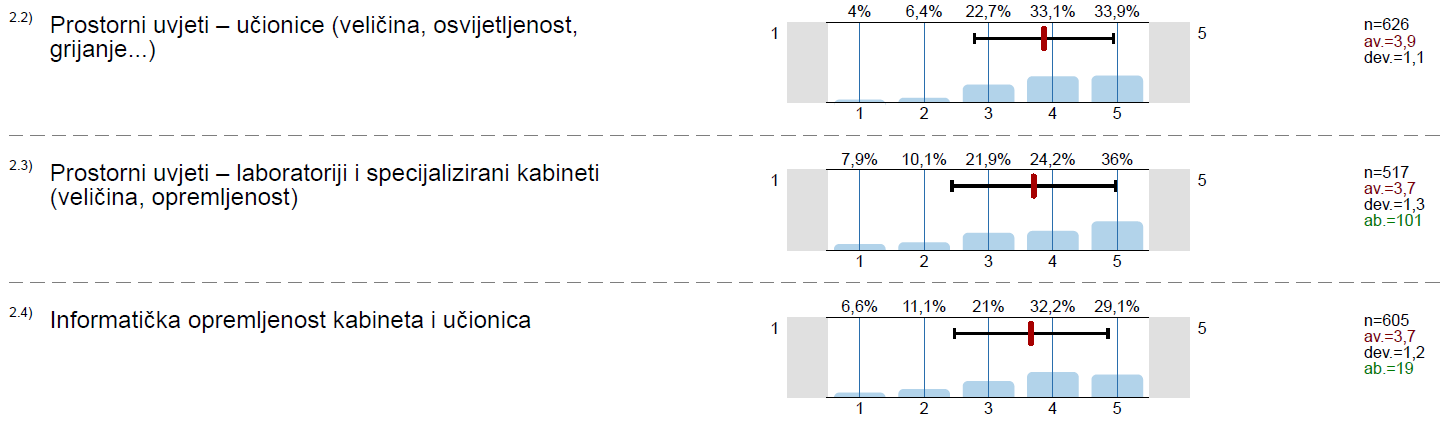 2.2)
Prostorni uvjeti – učionice (veličina, osvijetljenost,
grijanje...)
4% 6,4% 22,7% 33,1% 33,9%
1 5
1 2 3 4 5
n=626
av.=3,9
dev.=1,1
2.3)
Prostorni uvjeti – laboratoriji i specijalizirani kabineti
(veličina, opremljenost)
7,9% 10,1% 21,9% 24,2% 36%
1 5
1 2 3 4 5
n=517
av.=3,7
dev.=1,3
ab.=101
2.4)
Informatička opremljenost kabineta i učionica
6,6% 11,1% 21% 32,2% 29,1%
1 5
1 2 3 4 5
n=605
av.=3,7
dev.=1,2
ab.=19